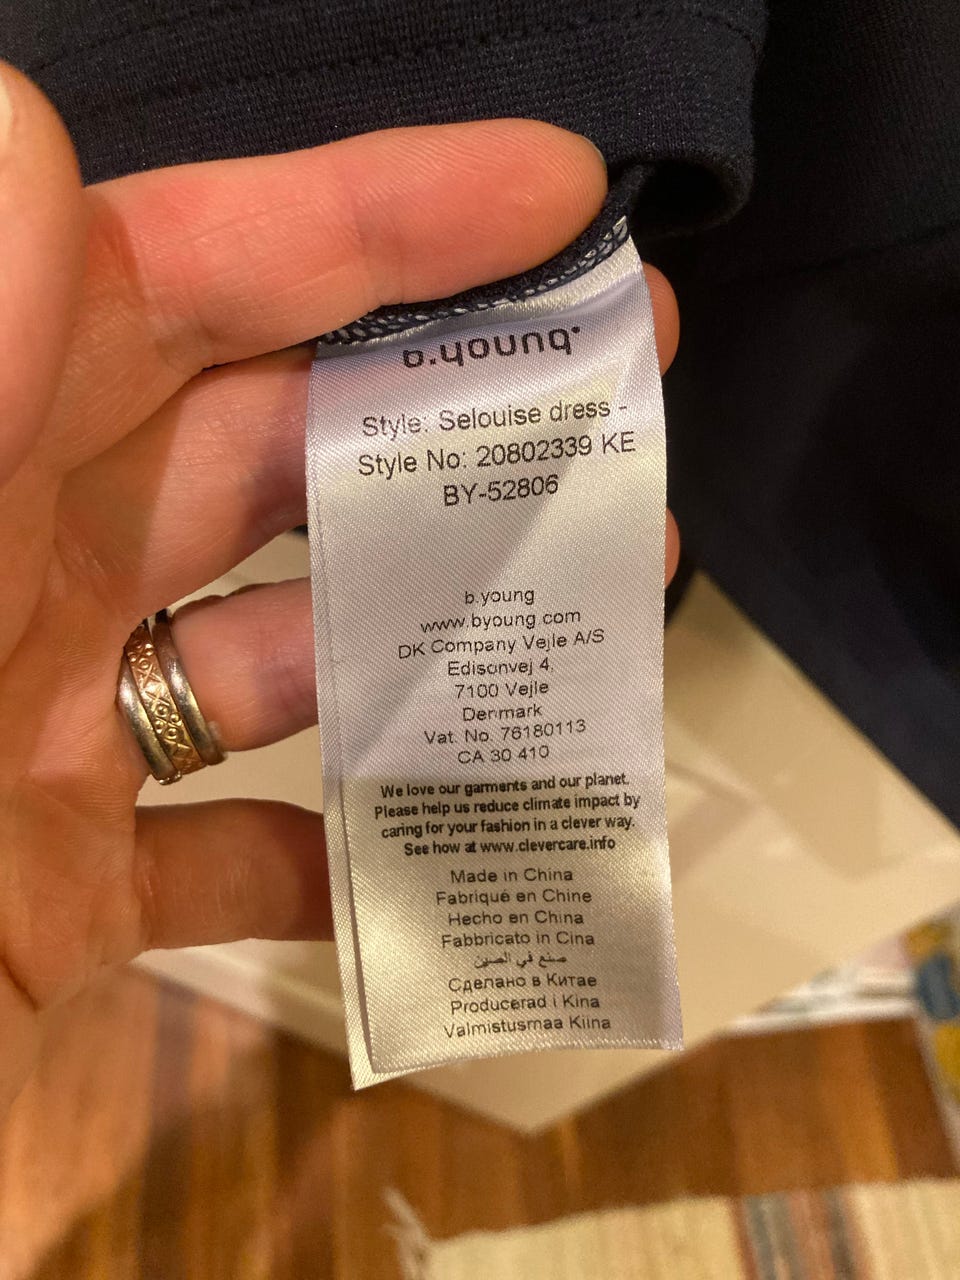 b.young.
Style: Selouise dress -
Style No: 20802339 KE
BY-52806
b.young
www.byoung.com
DK Company Vejle A/S
Edisonvej 4,
7100 Vejle
Denmark
Vat. No. 76180113
CA 30 410
We love our garments and our planet.
Please help us reduce climate impact by
caring for your fashion in a clever way.
See how at www.clevercare.info
Made in China
Fabriqué en Chine
Hecho en China
Fabbricato in Cina
صنع في الصين
Сделано в Китае
Producerad i Kina
Valmistusmaa Kiina